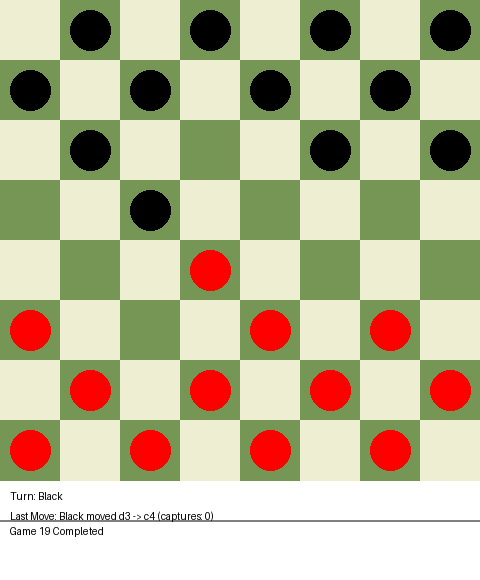 Turn: Black
Last Move: Black moved d3 -> c4 (captures: 0)
Game 19 Completed